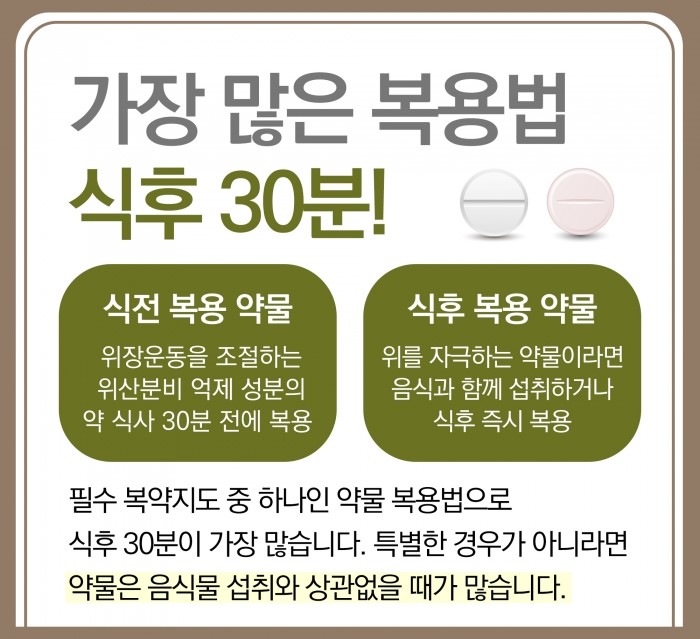 가장 많은 복용법
식후 30분!
식전 복용 약물
위장운동을 조절하는
위산분비 억제 성분의
약 식사 30분 전에 복용
식후 복용 약물
위를 자극하는 약물이라면
음식과 함께 섭취하거나
식후 즉시 복용
필수 복약지도 중 하나인 약물 복용법으로
식후 30분이 가장 많습니다. 특별한 경우가 아니라면
약물은 음식물 섭취와 상관없을 때가 많습니다.